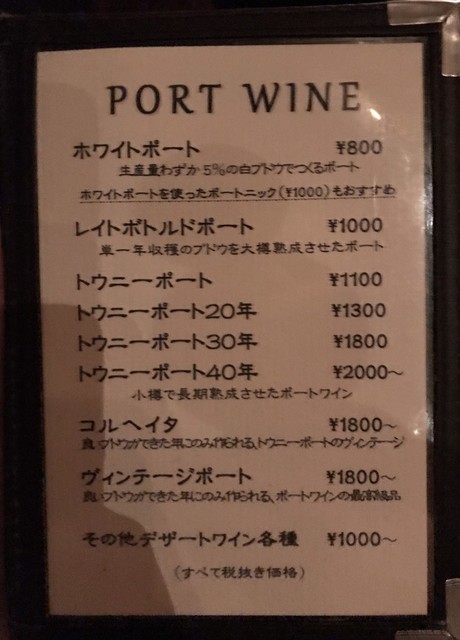 PORT WINE
ホワイトポート ¥800
生産量わずか5%の白ブドウでつくるポート
ホワイトポートを使ったポートニック(¥1000)もおすすめ
レイトボトルドポート ¥1000
単一年収穫のブドウを大樽熟成させたポート
トウニーポート ¥1100
トウニーポート20年 ¥1300
トウニーポート30年 ¥1800
トウニーポート40年 ¥2000～
小樽で長期熟成させたポートワイン
コルヘイタ ¥1800～
良いブドウができた年にのみ作られる、トウニーポートのヴィンテージ
ヴィンテージポート ¥1800～
良いブドウができた年にのみ作られる、ポートワインの最高級品
その他デザートワイン各種 ¥1000～
(すべて税抜き価格)